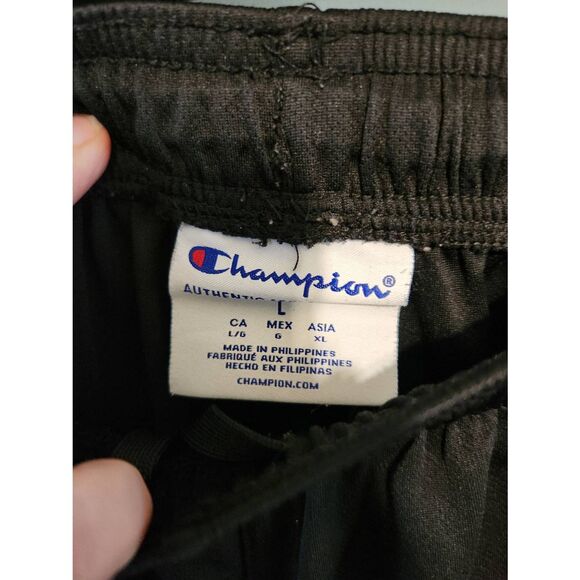 Champion®
AUTHENTIC
L
CA MEX ASIA
L/G G XL
MADE IN PHILIPPINES
FABRIQUÉ AUX PHILIPPINES
HECHO EN FILIPINAS
CHAMPION.COM